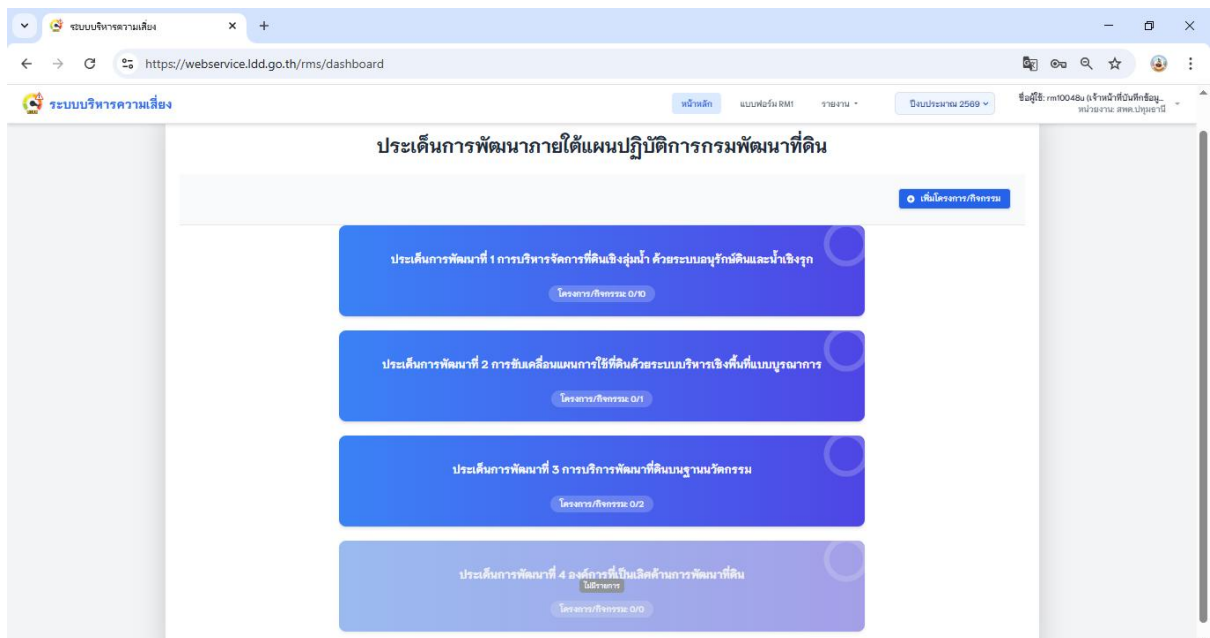 ระบบบริหารความเสี่ยง
https://webservice.ldd.go.th/rms/dashboard
ระบบบริหารความเสี่ยง
หน้าหลัก
แบบฟอร์ม RM1
รายงาน
ปีงบประมาณ 2569
ชื่อผู้ใช้: rm10048u (เจ้าหน้าที่บันทึกข้อมู...
หน่วยงาน: สพด.ปทุมธานี
ประเด็นการพัฒนาภายใต้แผนปฏิบัติการกรมพัฒนาที่ดิน
เพิ่มโครงการ/กิจกรรม
ประเด็นการพัฒนาที่ 1 การบริหารจัดการที่ดินเชิงลุ่มน้ำ ด้วยระบบอนุรักษ์ดินและน้ำเชิงรุก
โครงการ/กิจกรรม: 0/10
ประเด็นการพัฒนาที่ 2 การขับเคลื่อนแผนการใช้ที่ดินด้วยระบบบริหารเชิงพื้นที่แบบบูรณาการ
โครงการ/กิจกรรม: 0/1
ประเด็นการพัฒนาที่ 3 การบริการพัฒนาที่ดินบนฐานนวัตกรรม
โครงการ/กิจกรรม: 0/2
ประเด็นการพัฒนาที่ 4 องค์การที่เป็นเลิศด้านการพัฒนาที่ดิน
ไม่มีรายการ
โครงการ/กิจกรรม: 0/0